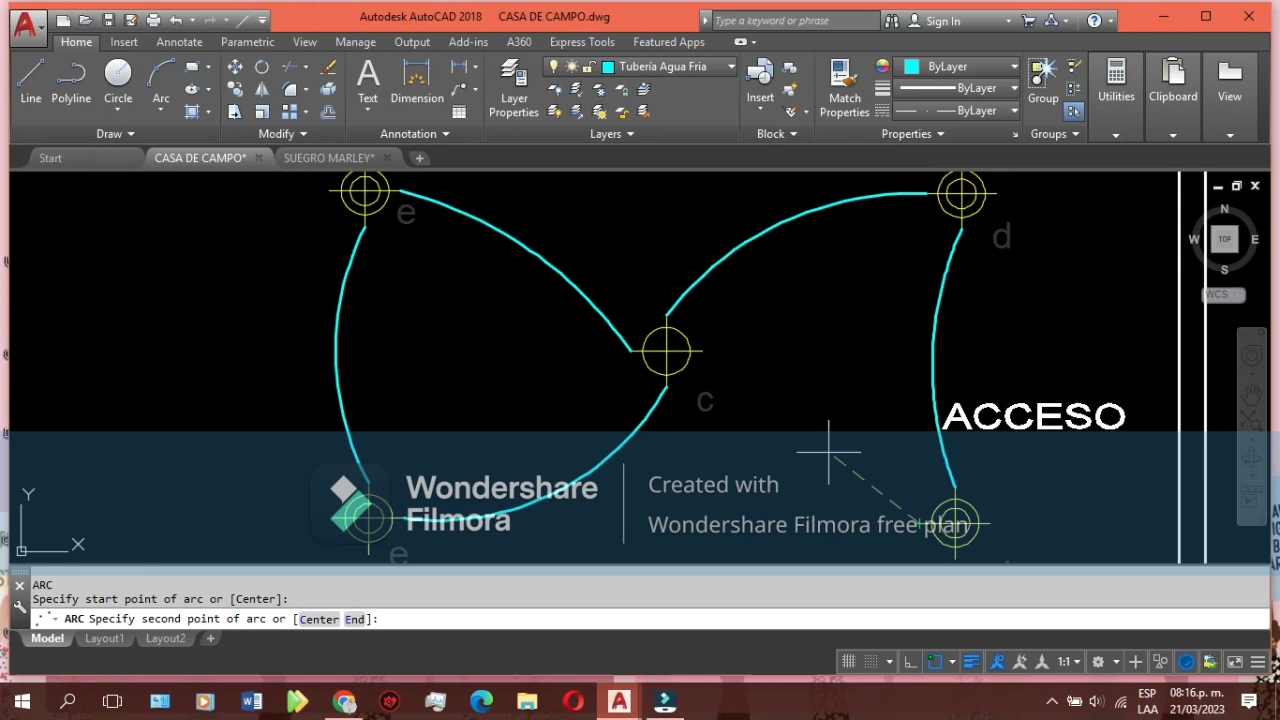 Autodesk AutoCAD 2018 CASA DE CAMPO.dwg
Type a keyword or phrase
Sign In
Home Insert Annotate Parametric View Manage Output Add-ins A360 Express Tools Featured Apps
Line Polyline Circle Arc
Text Dimension
Layer Properties
Tubería Agua Fria
Insert
Match Properties
ByLayer
ByLayer
ByLayer
Group
Utilities
Clipboard
View
Draw Modify Annotation Layers Block Properties Groups
Start CASA DE CAMPO* SUEGRO MARLEY*
e
d
c
e
ACCESO
N
W TOP E
S
WCS
Y
X
Wondershare
Filmora
Created with
Wondershare Filmora free plan
ARC
Specify start point of arc or [Center]:
ARC Specify second point of arc or [Center End]:
Model Layout1 Layout2
1:1
ESP 08:16 p. m.
LAA 21/03/2023